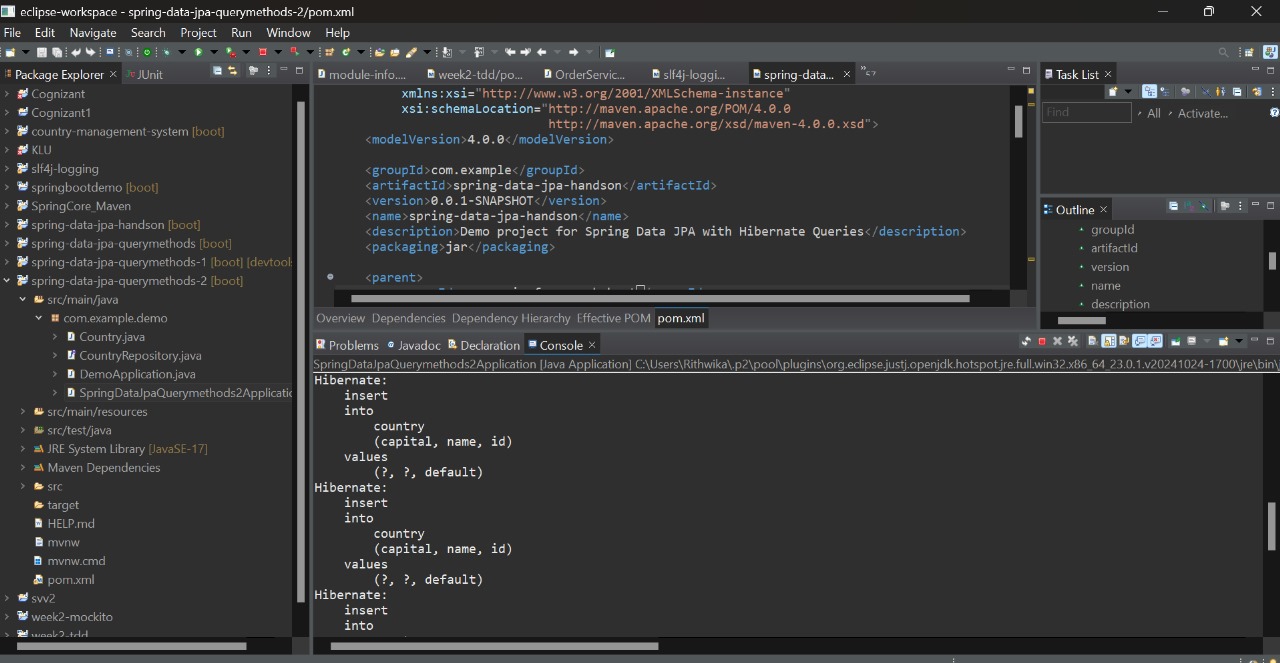 eclipse-workspace - spring-data-jpa-querymethods-2/pom.xml
File Edit Navigate Search Project Run Window Help
Package Explorer
JUnit
Cognizant
Cognizant1
country-management-system [boot]
KLU
slf4j-logging
springbootdemo [boot]
SpringCore_Maven
spring-data-jpa-handson [boot]
spring-data-jpa-querymethods [boot]
spring-data-jpa-querymethods-1 [boot] [devtool
spring-data-jpa-querymethods-2 [boot]
src/main/java
com.example.demo
Country.java
CountryRepository.java
DemoApplication.java
SpringDataJpaQuerymethods2Applicatic
src/main/resources
src/test/java
JRE System Library [JavaSE-17]
Maven Dependencies
src
target
HELP.md
mvnw
mvnw.cmd
pom.xml
svv2
week2-mockito
week2-tdd
module-info.... week2-tdd/po... OrderServic... slf4j-loggi... spring-data...
xmlns:xsi="http://www.w3.org/2001/XMLSchema-instance"
xsi:schemaLocation="http://maven.apache.org/POM/4.0.0
http://maven.apache.org/xsd/maven-4.0.0.xsd">
<modelVersion>4.0.0</modelVersion>
<groupId>com.example</groupId>
<artifactId>spring-data-jpa-handson</artifactId>
<version>0.0.1-SNAPSHOT</version>
<name>spring-data-jpa-handson</name>
<description>Demo project for Spring Data JPA with Hibernate Queries</description>
<packaging>jar</packaging>
<parent>
Overview Dependencies Dependency Hierarchy Effective POM pom.xml
Problems Javadoc Declaration Console
SpringDataJpaQuerymethods2Application [Java Application] C:\Users\Rithwika\.p2\pool\plugins\org.eclipse.justj.openjdk.hotspot.jre.full.win32.x86_64_23.0.1.v20241024-1700\jre\bin\
Hibernate:
insert
into
country
(capital, name, id)
values
(?, ?, default)
Hibernate:
insert
into
country
(capital, name, id)
values
(?, ?, default)
Hibernate:
insert
into
Task List
Find
All
Activate...
Outline
groupId
artifactId
version
name
description